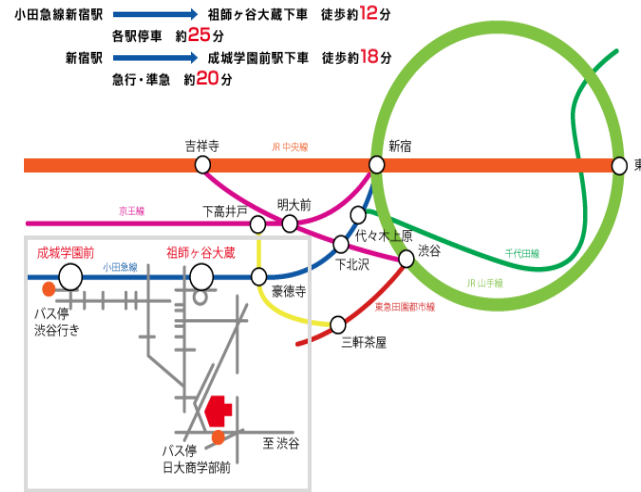 小田急線新宿駅 祖師ヶ谷大蔵下車 徒歩約12分
各駅停車 約25分
新宿駅 成城学園前駅下車 徒歩約18分
急行・準急 約20分
吉祥寺
JR 中央線
新宿
東
京王線
下高井戸
明大前
代々木上原
下北沢
渋谷
千代田線
JR 山手線
成城学園前
祖師ヶ谷大蔵
小田急線
豪徳寺
東急田園都市線
三軒茶屋
バス停
渋谷行き
バス停
日大商学部前
至 渋谷